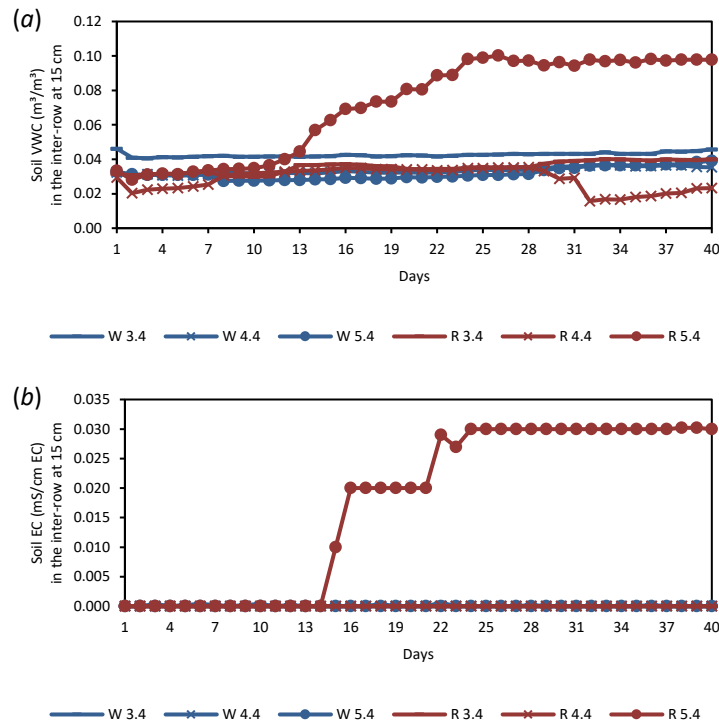 (a)
Soil VWC (m³/m³)
in the inter-row at 15 cm
0.12
0.10
0.08
0.06
0.04
0.02
0.00
1 4 7 10 13 16 19 22 25 28 31 34 37 40
Days
W 3.4 W 4.4 W 5.4 R 3.4 R 4.4 R 5.4
(b)
Soil EC (mS/cm EC)
in the inter-row at 15 cm
0.035
0.030
0.025
0.020
0.015
0.010
0.005
0.000
1 4 7 10 13 16 19 22 25 28 31 34 37 40
Days
W 3.4 W 4.4 W 5.4 R 3.4 R 4.4 R 5.4